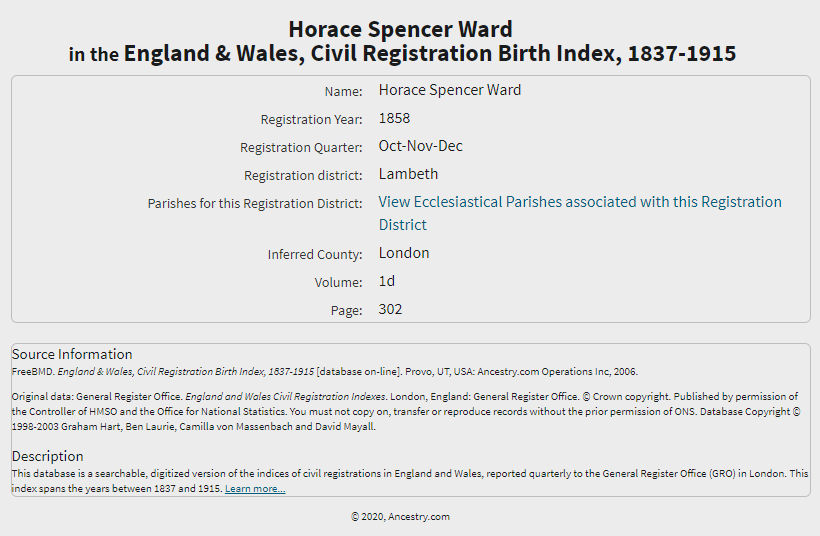 Horace Spencer Ward
in the England & Wales, Civil Registration Birth Index, 1837-1915
Name: Horace Spencer Ward
Registration Year: 1858
Registration Quarter: Oct-Nov-Dec
Registration district: Lambeth
Parishes for this Registration District: View Ecclesiastical Parishes associated with this Registration
District
Inferred County: London
Volume: 1d
Page: 302
Source Information
FreeBMD. England & Wales, Civil Registration Birth Index, 1837-1915 [database on-line]. Provo, UT, USA: Ancestry.com Operations Inc, 2006.
Original data: General Register Office. England and Wales Civil Registration Indexes. London, England: General Register Office. © Crown copyright. Published by permission of
the Controller of HMSO and the Office for National Statistics. You must not copy on, transfer or reproduce records without the prior permission of ONS. Database Copyright ©
1998-2003 Graham Hart, Ben Laurie, Camilla von Massenbach and David Mayall.
Description
This database is a searchable, digitized version of the indices of civil registrations in England and Wales, reported quarterly to the General Register Office (GRO) in London. This
index spans the years between 1837 and 1915. Learn more...
© 2020, Ancestry.com